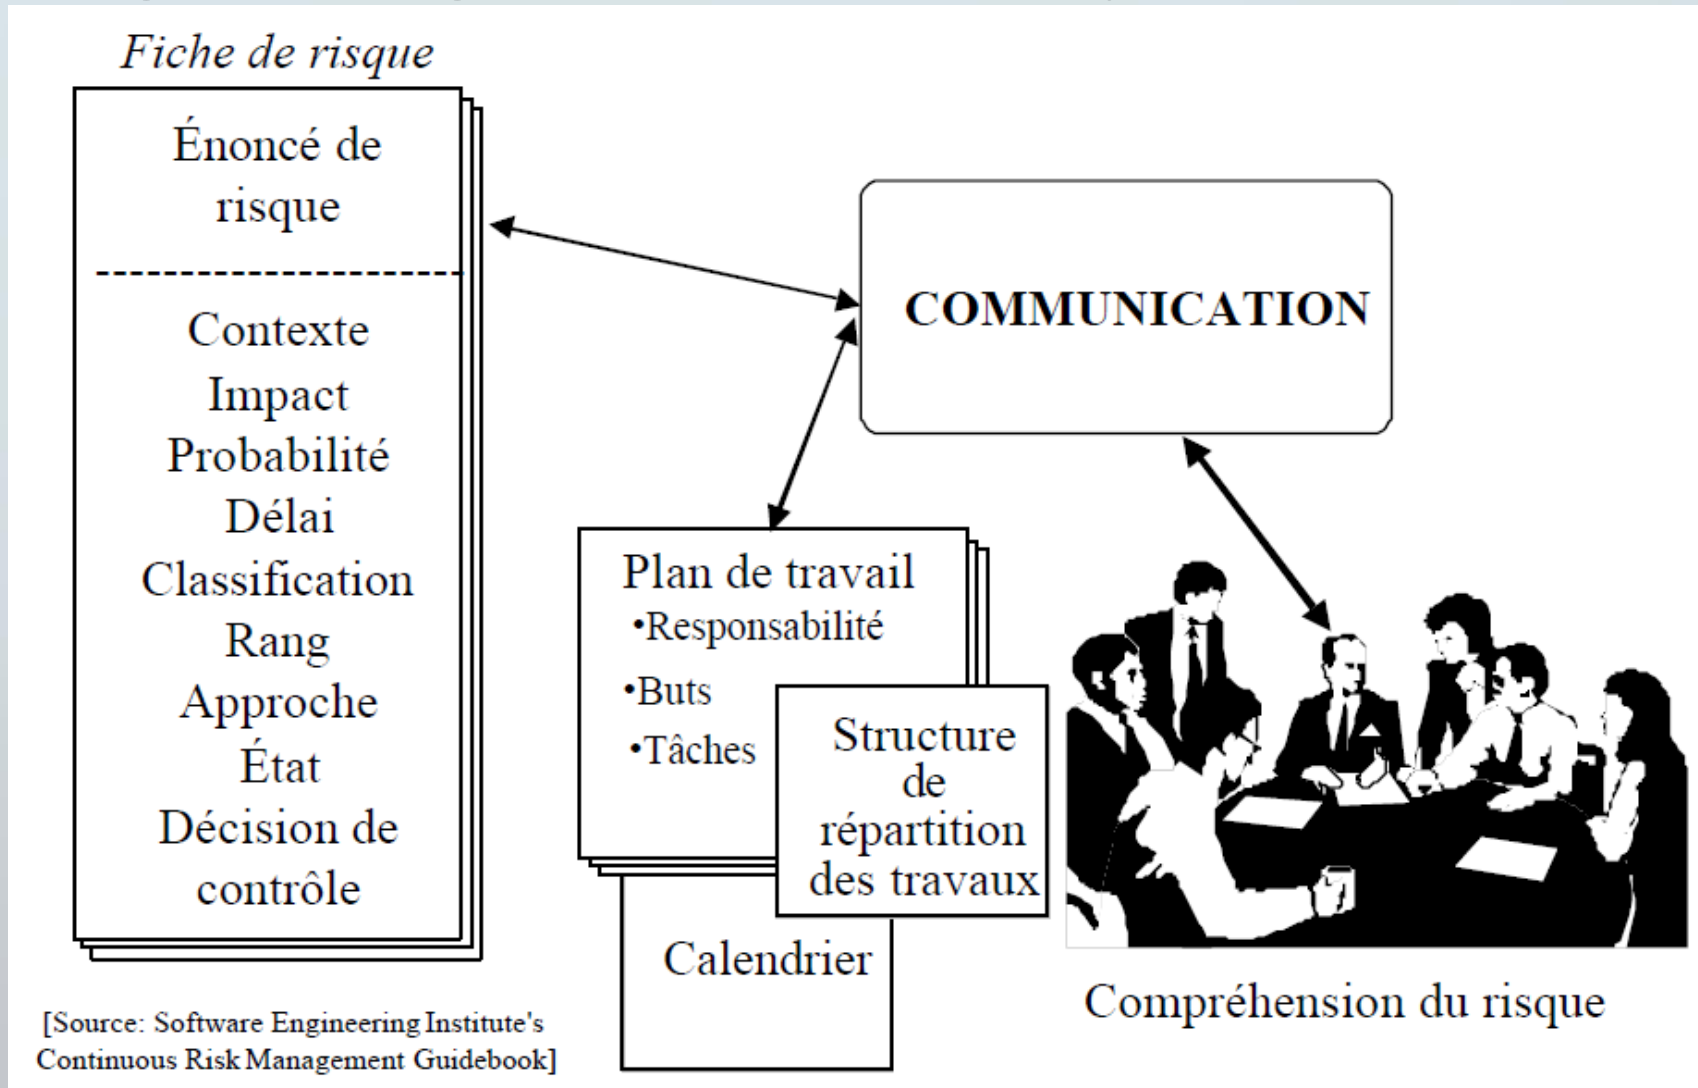 Fiche de risque
Énoncé de
risque
Contexte
Impact
Probabilité
Délai
Classification
Rang
Approche
État
Décision de
contrôle
[Source: Software Engineering Institute's
Continuous Risk Management Guidebook]
COMMUNICATION
Plan de travail
•Responsabilité
•Buts
•Tâches
Structure
de
répartition
des travaux
Calendrier
Compréhension du risque